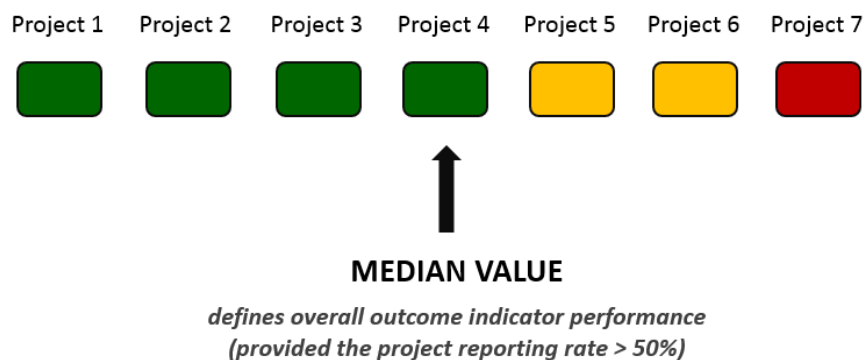 Project 1 Project 2 Project 3 Project 4 Project 5 Project 6 Project 7
MEDIAN VALUE
defines overall outcome indicator performance
(provided the project reporting rate > 50%)